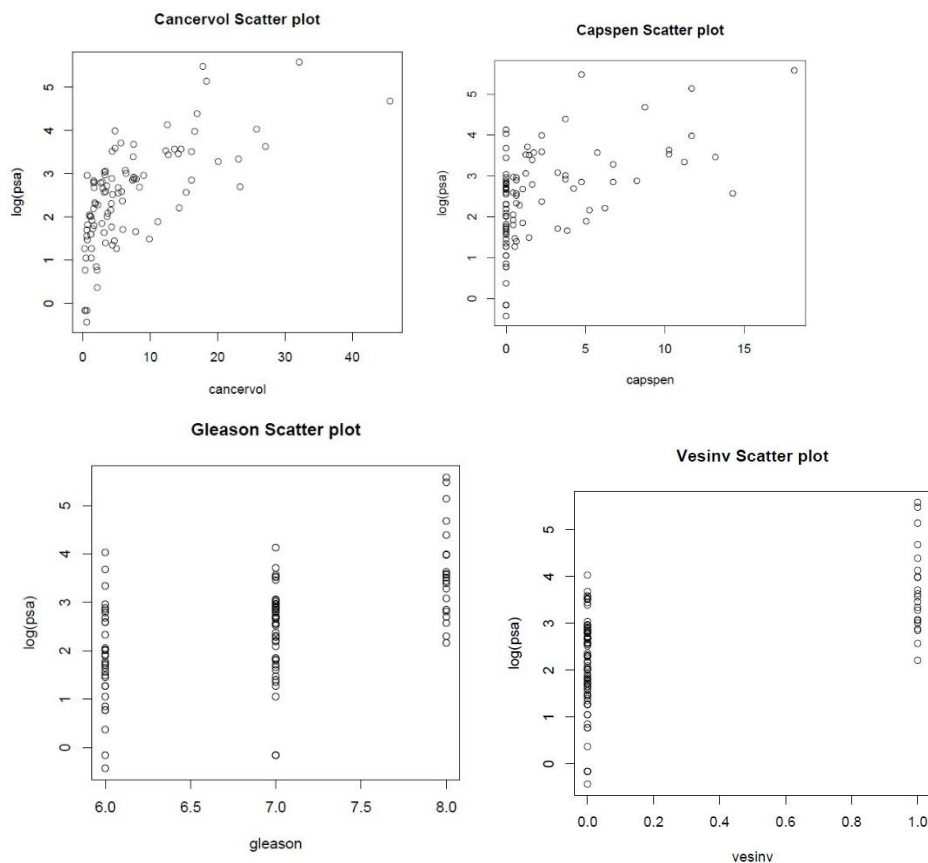 Cancervol Scatter plot
log(psa)
5
4
3
2
1
0
0 10 20 30 40
cancervol
Capspen Scatter plot
log(psa)
5
4
3
2
1
0
0 5 10 15
capspen
Gleason Scatter plot
log(psa)
5
4
3
2
1
0
6.0 6.5 7.0 7.5 8.0
gleason
Vesinv Scatter plot
log(psa)
5
4
3
2
1
0
0.0 0.2 0.4 0.6 0.8 1.0
vesinv